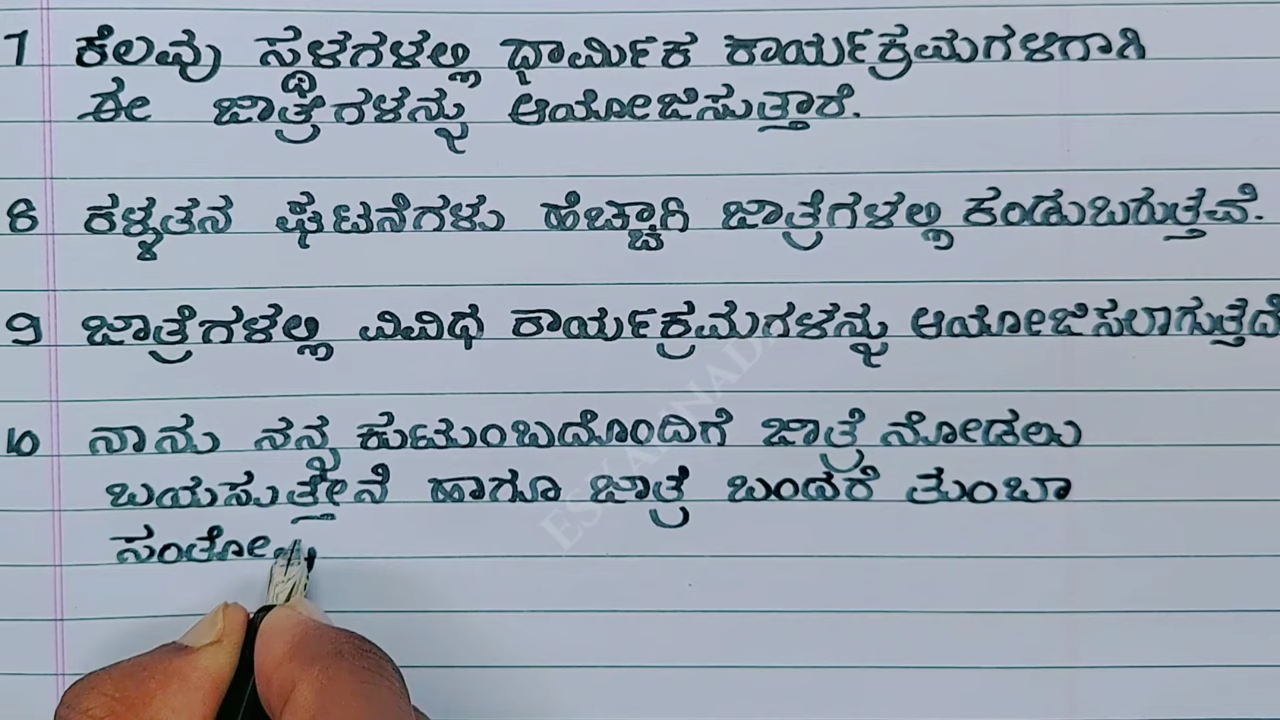 7 ಕೆಲವು ಸ್ಥಳಗಳಲ್ಲಿ ಧಾರ್ಮಿಕ ಕಾರ್ಯಕ್ರಮಗಳಿಗಾಗಿ
ಈ ಜಾತ್ರೆಗಳನ್ನು ಆಯೋಜಿಸುತ್ತಾರೆ.
8 ಕಳ್ಳತನ ಘಟನೆಗಳು ಹೆಚ್ಚಾಗಿ ಜಾತ್ರೆಗಳಲ್ಲಿ ಕಂಡುಬರುತ್ತವೆ.
9 ಜಾತ್ರೆಗಳಲ್ಲಿ ವಿವಿಧ ಕಾರ್ಯಕ್ರಮಗಳನ್ನು ಆಯೋಜಿಸಲಾಗುತ್ತದೆ
10 ನಾನು ನನ್ನ ಕುಟುಂಬದೊಂದಿಗೆ ಜಾತ್ರೆ ನೋಡಲು
ಬಯಸುತ್ತೇನೆ ಹಾಗೂ ಜಾತ್ರೆ ಬಂದರೆ ತುಂಬಾ
ಸಂತೋ